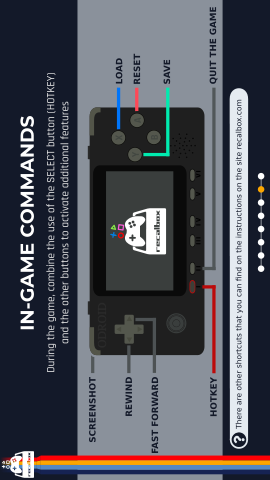 IN-GAME COMMANDS
During the game, combine the use of the SELECT button (HOTKEY)
and the other buttons to activate additional features
LOAD
RESET
SAVE
QUIT THE GAME
SCREENSHOT
REWIND
FAST FORWARD
HOTKEY
recalbox
ODROID
? There are other shortcuts that you can find on the instructions on the site recalbox.com
recalbox